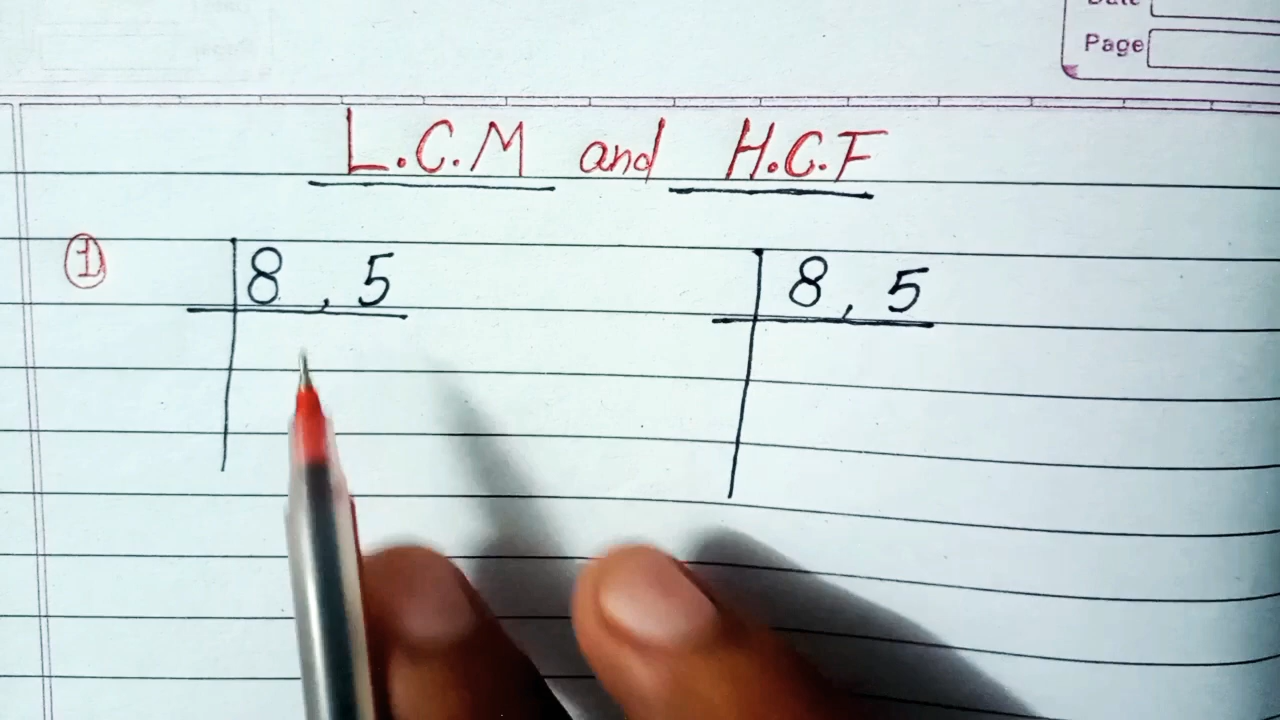 Page
L.C.M and H.C.F
① 8 , 5 8 , 5